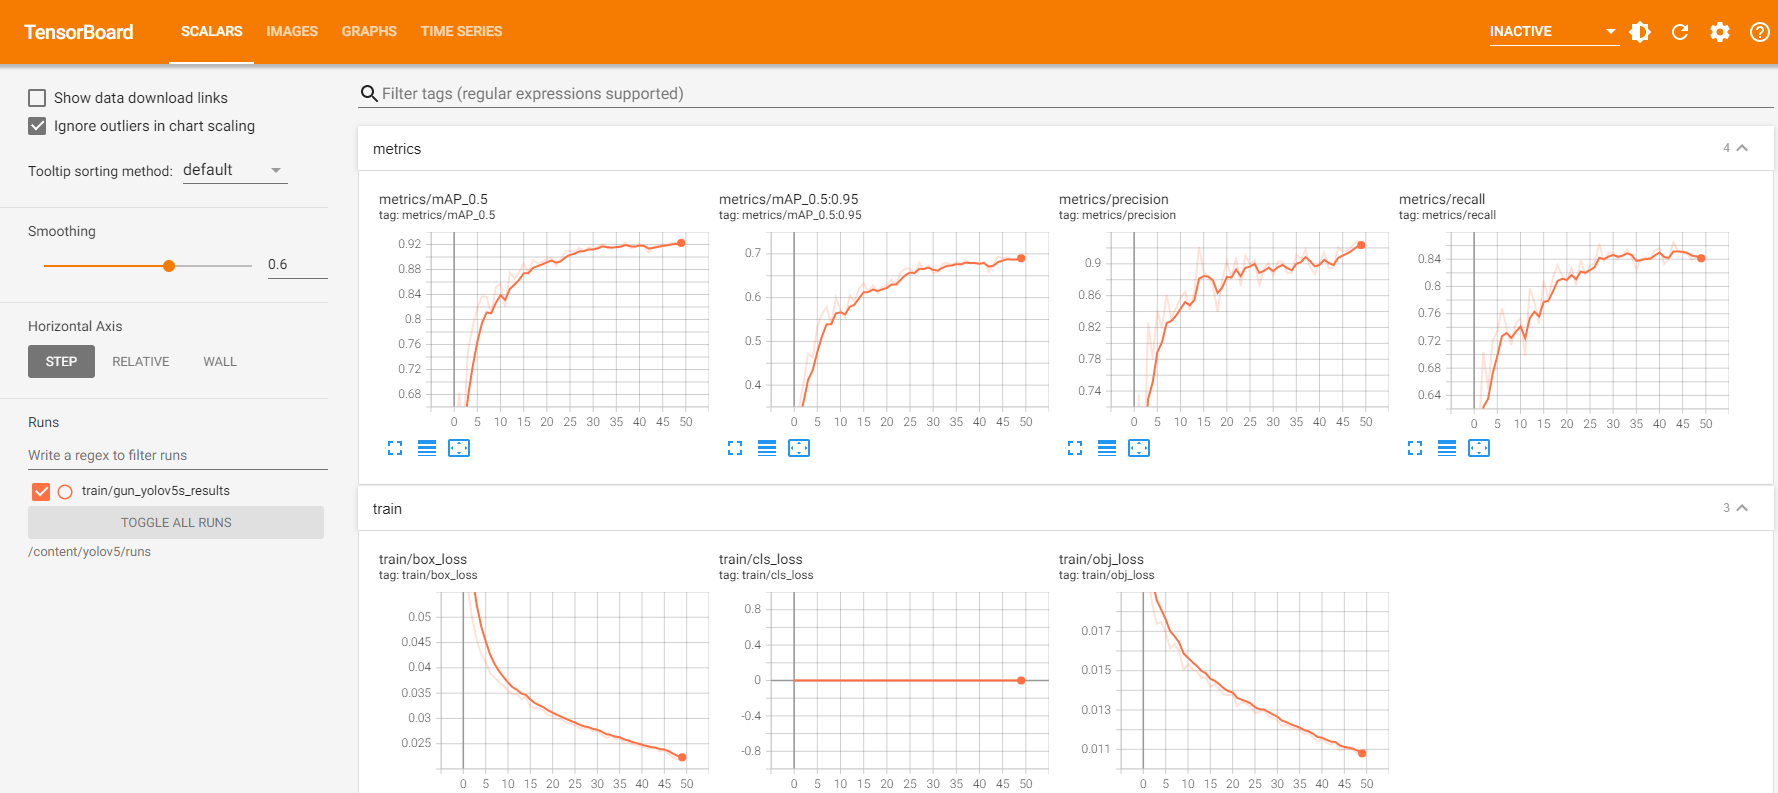 TensorBoard SCALARS IMAGES GRAPHS TIME SERIES INACTIVE
Show data download links
Ignore outliers in chart scaling
Tooltip sorting method: default
Smoothing
0.6
Horizontal Axis
STEP RELATIVE WALL
Runs
Write a regex to filter runs
train/gun_yolov5s_results
TOGGLE ALL RUNS
/content/yolov5/runs
Filter tags (regular expressions supported)
metrics 4
metrics/mAP_0.5
tag: metrics/mAP_0.5
0.92
0.88
0.84
0.8
0.76
0.72
0.68
0 5 10 15 20 25 30 35 40 45 50
metrics/mAP_0.5:0.95
tag: metrics/mAP_0.5:0.95
0.7
0.6
0.5
0.4
0 5 10 15 20 25 30 35 40 45 50
metrics/precision
tag: metrics/precision
0.9
0.86
0.82
0.78
0.74
0 5 10 15 20 25 30 35 40 45 50
metrics/recall
tag: metrics/recall
0.84
0.8
0.76
0.72
0.68
0.64
0 5 10 15 20 25 30 35 40 45 50
train 3
train/box_loss
tag: train/box_loss
0.05
0.045
0.04
0.035
0.03
0.025
0 5 10 15 20 25 30 35 40 45 50
train/cls_loss
tag: train/cls_loss
0.8
0.4
0
-0.4
-0.8
0 5 10 15 20 25 30 35 40 45 50
train/obj_loss
tag: train/obj_loss
0.017
0.015
0.013
0.011
0 5 10 15 20 25 30 35 40 45 50